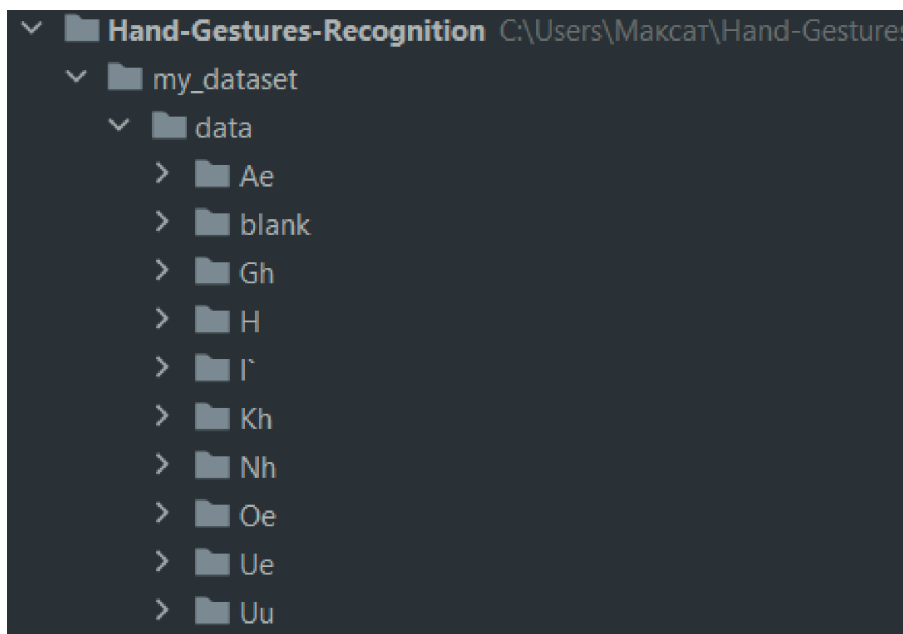 Hand-Gestures-Recognition C:\Users\Максат\Hand-Gestures
my_dataset
data
Ae
blank
Gh
H
I`
Kh
Nh
Oe
Ue
Uu